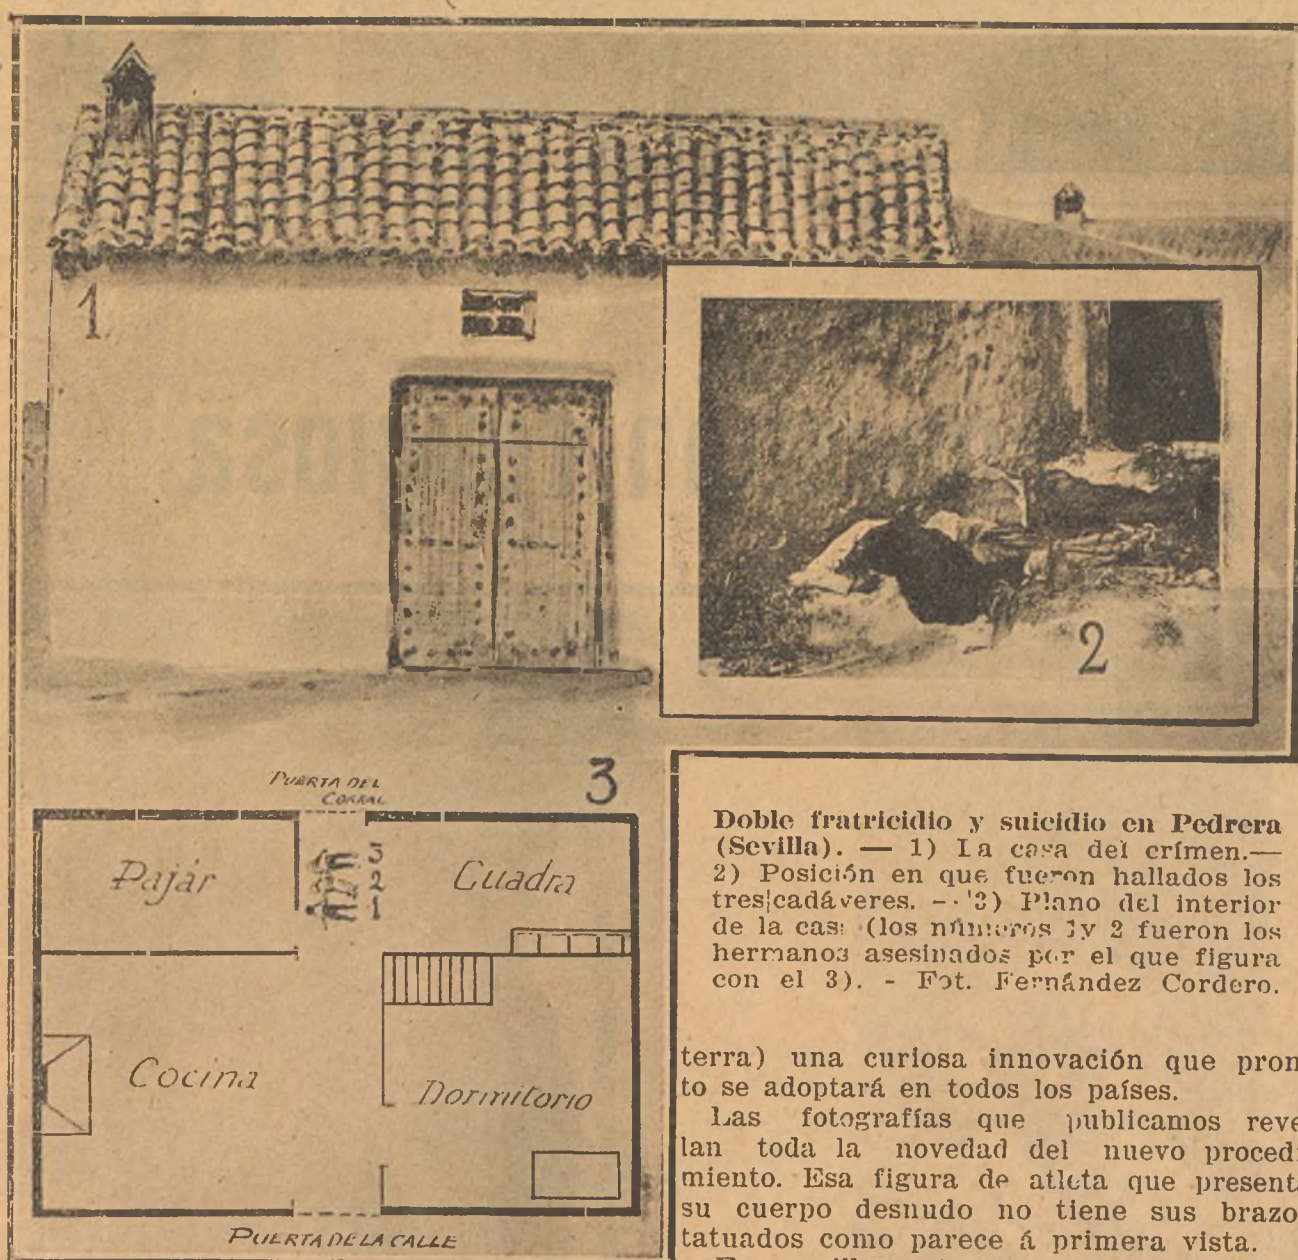 1
2
3
PUERTA DEL
CORRAL
Pajár
3
2
1
Cuadra
Cocina
Dormitorio
PUERTA DE LA CALLE
Doble fratricidio y suicidio en Pedrera
(Sevilla). — 1) La casa del crímen.—
2) Posición en que fueron hallados los
tres cadáveres. - 3) Plano del interior
de la casa (los números 1 y 2 fueron los
hermanos asesinados por el que figura
con el 3). - Fot. Fernández Cordero.
terra) una curiosa innovación que pron
to se adoptará en todos los países.
Las fotografías que publicamos reve
lan toda la novedad del nuevo procedi
miento. Esa figura de atleta que present
su cuerpo desnudo no tiene sus brazo
tatuados como parece á primera vista.